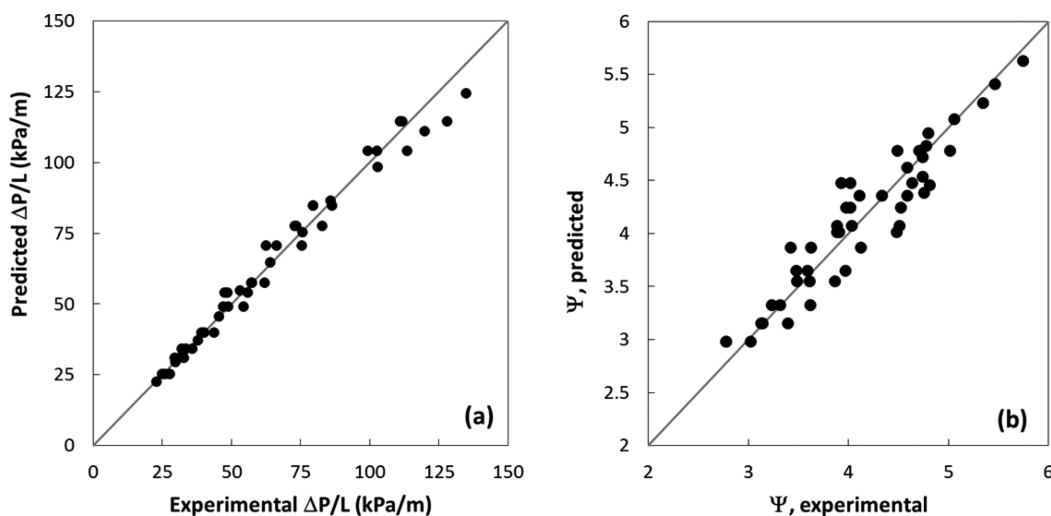 150
125
100
75
50
25
0
Predicted ΔP/L (kPa/m)
(a)
0 25 50 75 100 125 150
Experimental ΔP/L (kPa/m)
6
5.5
5
4.5
4
3.5
3
2.5
2
Ψ, predicted
(b)
2 3 4 5 6
Ψ, experimental